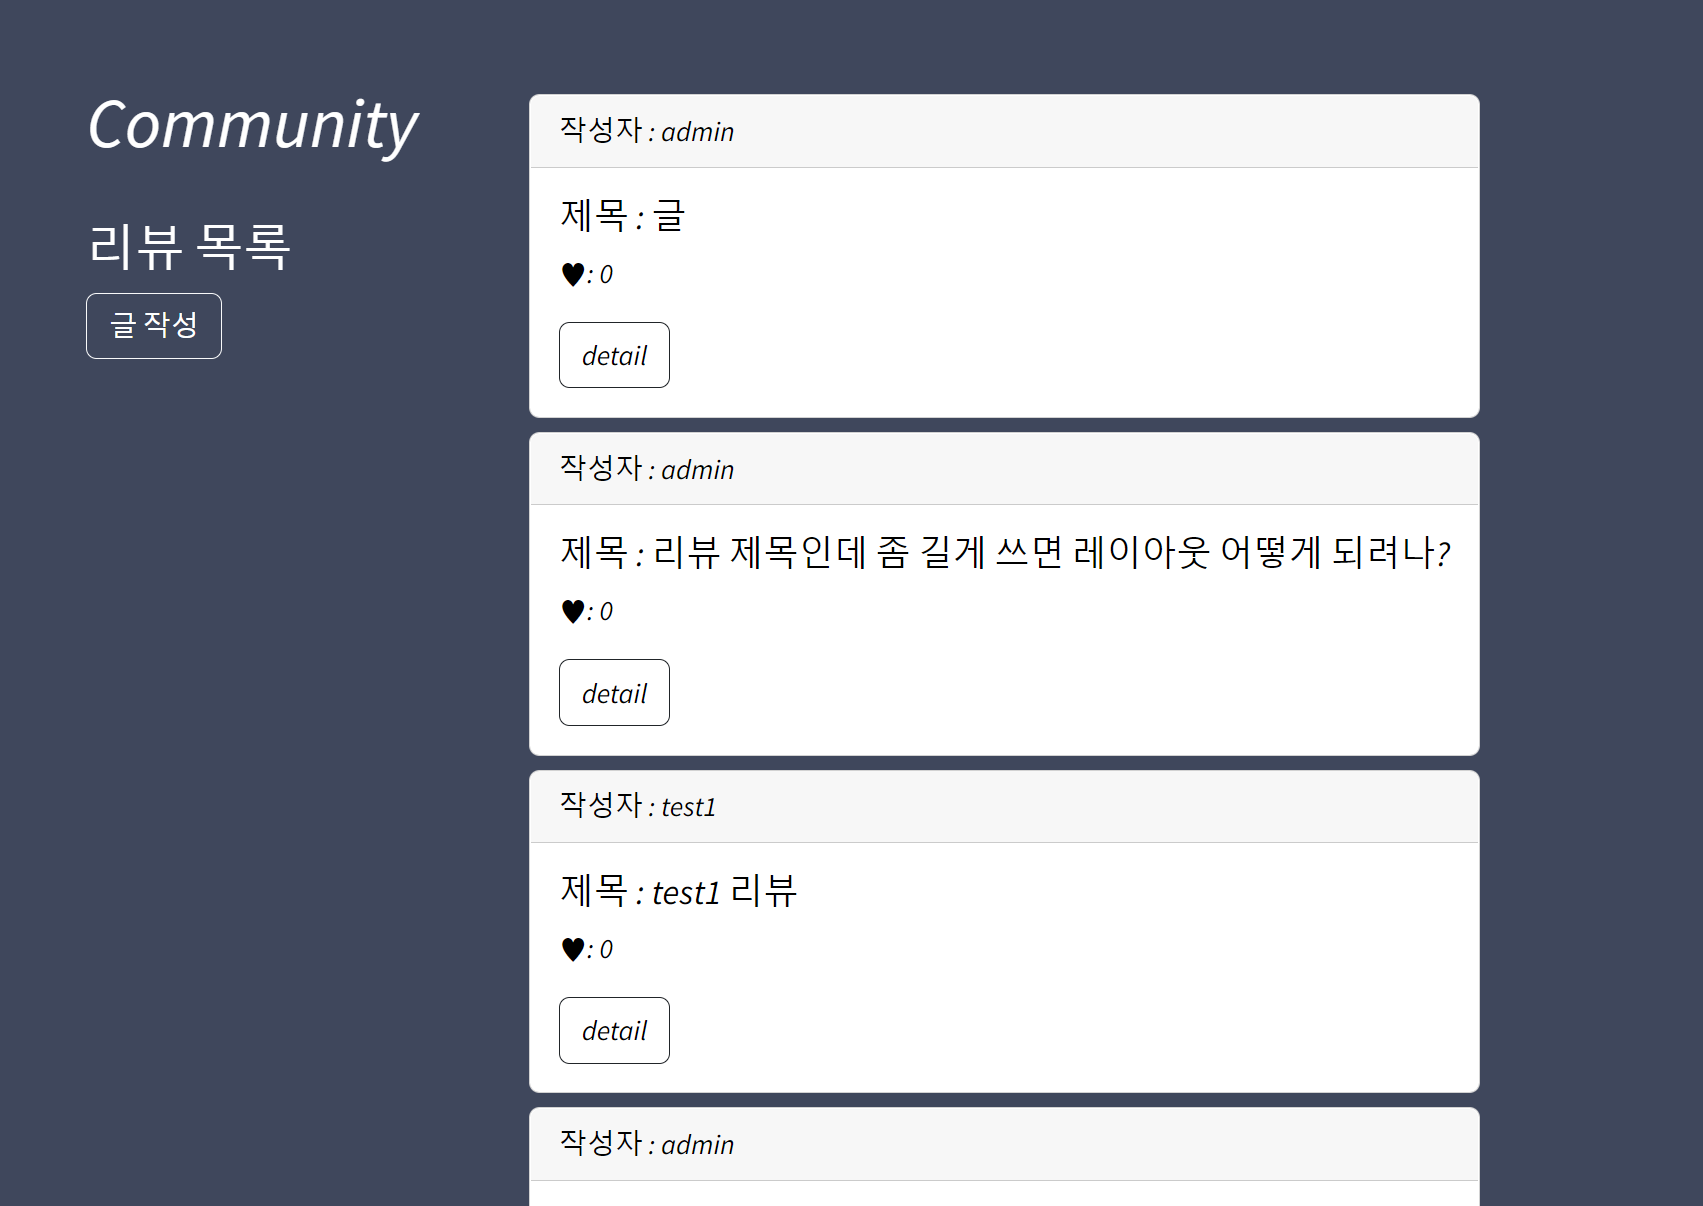 Community
리뷰 목록
글 작성
작성자 : admin
제목 : 글
♥: 0
detail
작성자 : admin
제목 : 리뷰 제목인데 좀 길게 쓰면 레이아웃 어떻게 되려나?
♥: 0
detail
작성자 : test1
제목 : test1 리뷰
♥: 0
detail
작성자 : admin